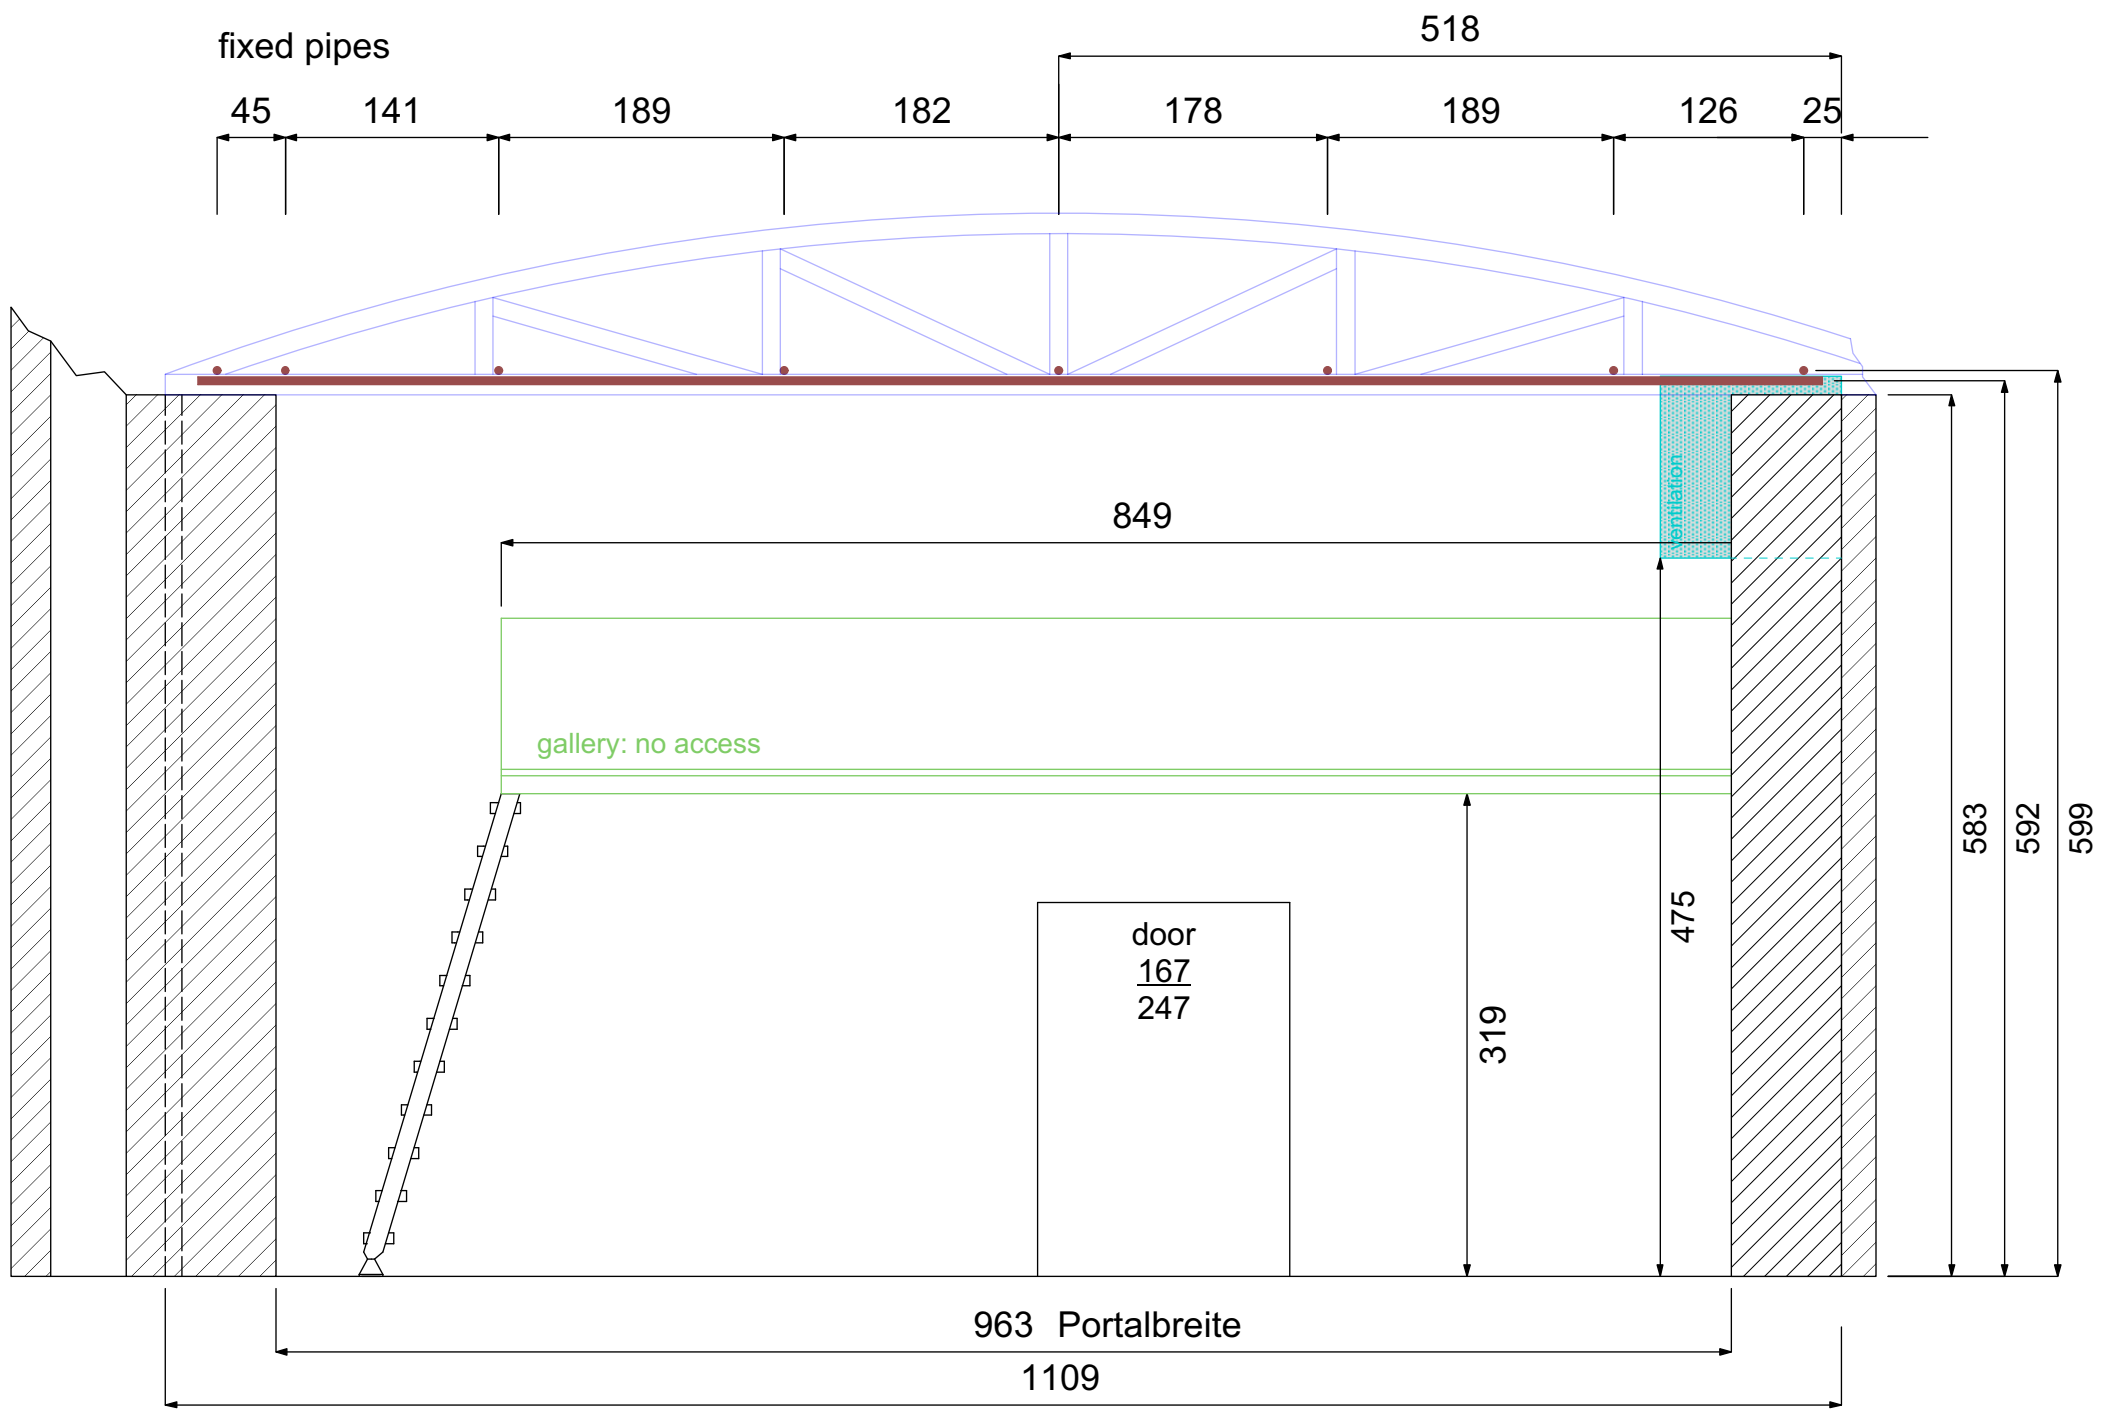 518
fixed pipes
45 141 189 182 178 189 126 25
ventilation
849
gallery: no access
583
592
599
475
door
167
247
319
963 Portalbreite
1109